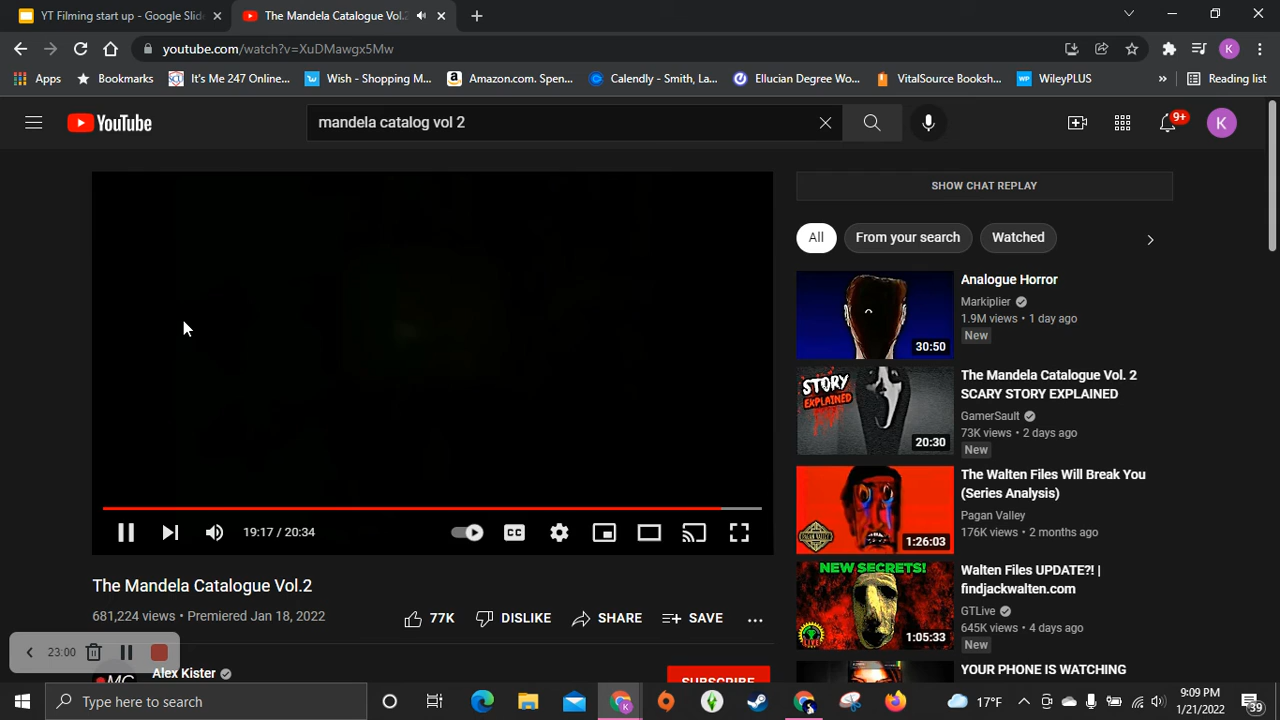 YT Filming start up - Google Slide
The Mandela Catalogue Vol.2
youtube.com/watch?v=XuDMawgx5Mw
K
Apps
Bookmarks
It's Me 247 Online...
Wish - Shopping M...
Amazon.com. Spen...
Calendly - Smith, La...
Ellucian Degree Wo...
VitalSource Booksh...
WileyPLUS
»
Reading list
YouTube
mandela catalog vol 2
9+
K
SHOW CHAT REPLAY
All
From your search
Watched
Analogue Horror
Markiplier
1.9M views • 1 day ago
New
30:50
STORY
EXPLAINED
20:30
The Mandela Catalogue Vol. 2
SCARY STORY EXPLAINED
GamerSault
73K views • 2 days ago
New
1:26:03
The Walten Files Will Break You
(Series Analysis)
Pagan Valley
176K views • 2 months ago
NEW SECRETS!
1:05:33
Walten Files UPDATE?! |
findjackwalten.com
GTLive
645K views • 4 days ago
New
YOUR PHONE IS WATCHING
19:17 / 20:34
CC
The Mandela Catalogue Vol.2
681,224 views • Premiered Jan 18, 2022
77K
DISLIKE
SHARE
SAVE
23:00
Alex Kister
SUBSCRIBE
Type here to search
17°F
9:09 PM
1/21/2022
39